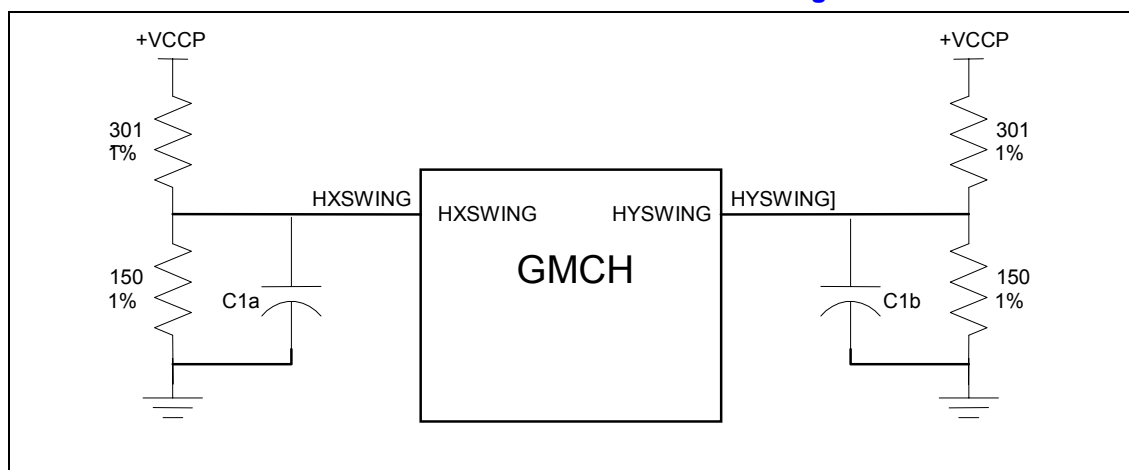 +VCCP
+VCCP
301
1%
301
1%
HXSWING
HXSWING
HYSWING
HYSWING]
GMCH
150
1%
C1a
C1b
150
1%